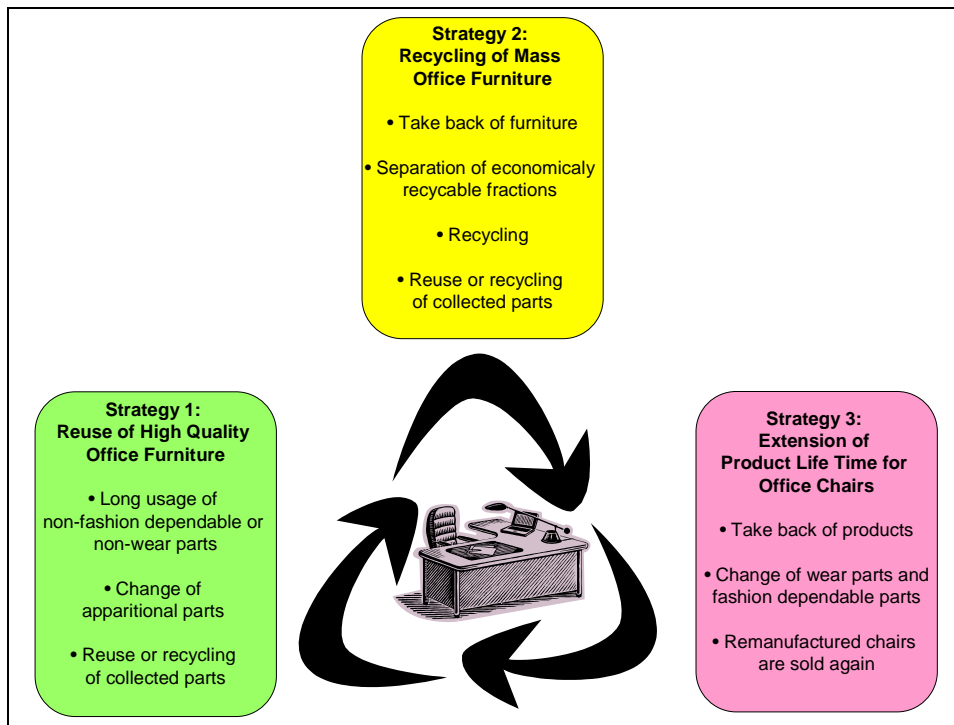 Strategy 2:
Recycling of Mass
Office Furniture
• Take back of furniture
• Separation of economicaly
recycable fractions
• Recycling
• Reuse or recycling
of collected parts
Strategy 1:
Reuse of High Quality
Office Furniture
• Long usage of
non-fashion dependable or
non-wear parts
• Change of
apparitional parts
• Reuse or recycling
of collected parts
Strategy 3:
Extension of
Product Life Time for
Office Chairs
• Take back of products
• Change of wear parts and
fashion dependable parts
• Remanufactured chairs
are sold again